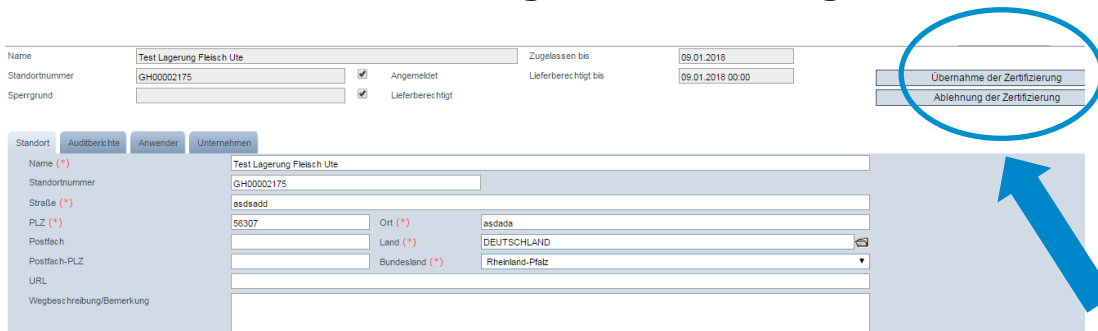 Name Test Lagerung Fleisch Ute Zugelassen bis 09.01.2018
Standortnummer GH00002175 Angemeldet Lieferberechtigt bis 09.01.2018 00:00 Übernahme der Zertifizierung
Sperrgrund Lieferberechtigt Ablehnung der Zertifizierung
Standort Auditberichte Anwender Unternehmen
Name (*) Test Lagerung Fleisch Ute
Standortnummer GH00002175
Straße (*) asdsadd
PLZ (*) 56307 Ort (*) asdada
Postfach Land (*) DEUTSCHLAND
Postfach-PLZ Bundesland (*) Rheinland-Pfalz
URL
Wegbeschreibung/Bemerkung